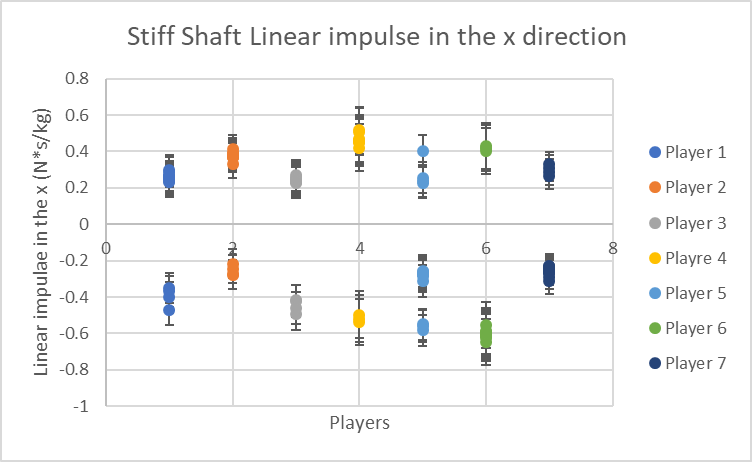 Stiff Shaft Linear impulse in the x direction
Linear impulae in the x (N*s/kg)
0.8
0.6
0.4
0.2
0
-0.2
-0.4
-0.6
-0.8
-1
0 2 4 6 8
Players
Player 1
Player 2
Player 3
Playre 4
Player 5
Player 6
Player 7